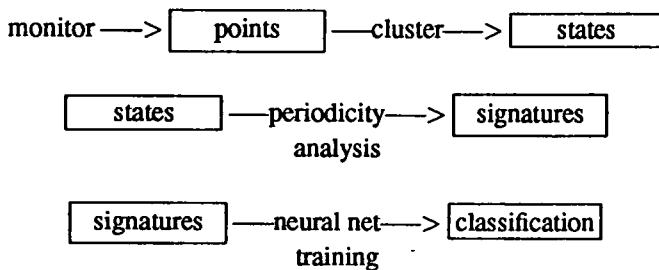 monitor —> points —cluster—> states
states —periodicity—> signatures
analysis
signatures —neural net—> classification
training